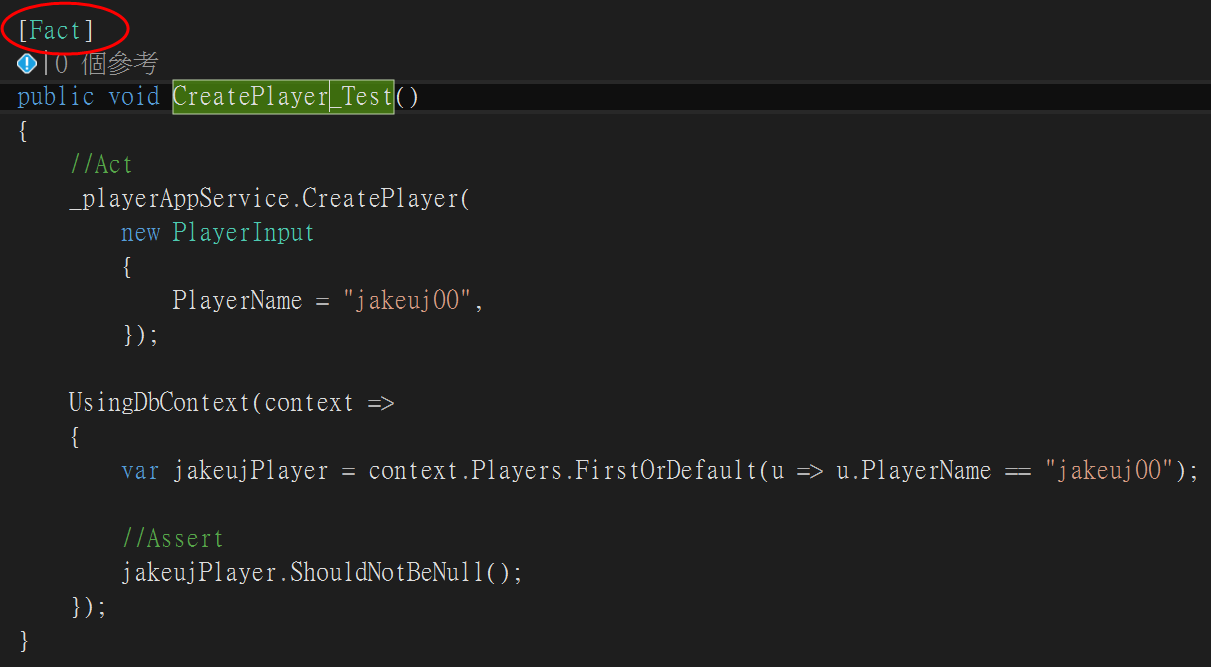 [Fact]
|0 個參考
public void CreatePlayer_Test()
{
//Act
_playerAppService.CreatePlayer(
new PlayerInput
{
PlayerName = "jakeuj00",
});
UsingDbContext(context =>
{
var jakeujPlayer = context.Players.FirstOrDefault(u => u.PlayerName == "jakeuj00");
//Assert
jakeujPlayer.ShouldNotBeNull();
});
}